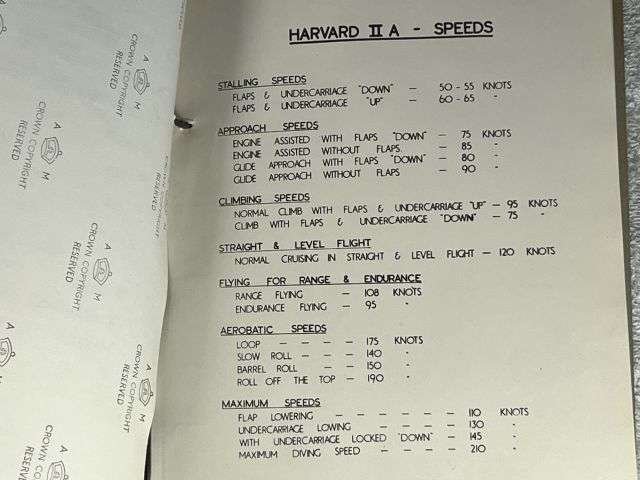 HARVARD II A - SPEEDS
STALLING SPEEDS
FLAPS & UNDERCARRIAGE "DOWN" — 50 - 55 KNOTS
FLAPS & UNDERCARRIAGE "UP" — 60 - 65 "
APPROACH SPEEDS
ENGINE ASSISTED WITH FLAPS "DOWN" — 75 KNOTS
ENGINE ASSISTED WITHOUT FLAPS. — 85 "
GLIDE APPROACH WITH FLAPS "DOWN" — 80 "
GLIDE APPROACH WITHOUT FLAPS — 90 "
CLIMBING SPEEDS
NORMAL CLIMB WITH FLAPS & UNDERCARRIAGE "UP" — 95 KNOTS
CLIMB WITH FLAPS & UNDERCARRIAGE "DOWN" — 75 "
STRAIGHT & LEVEL FLIGHT
NORMAL CRUISING IN STRAIGHT & LEVEL FLIGHT — 120 KNOTS
FLYING FOR RANGE & ENDURANCE
RANGE FLYING — 108 KNOTS
ENDURANCE FLYING — 95 "
AEROBATIC SPEEDS
LOOP — — — — 175 KNOTS
SLOW ROLL — — — 140 "
BARREL ROLL — — 150 "
ROLL OFF THE TOP — 190 "
MAXIMUM SPEEDS
FLAP LOWERING — — — — — — 110 KNOTS
UNDERCARRIAGE LOWING — — — — 130 "
WITH UNDERCARRIAGE LOCKED "DOWN" — 145 "
MAXIMUM DIVING SPEED — — — — 210 "
A M
CROWN COPYRIGHT
RESERVED
A M
CROWN COPYRIGHT
RESERVED
A M
CROWN COPYRIGHT
RESERVED
A M
CROWN COPYRIGHT
RESERVED
A M
CROWN CO
RESERVED